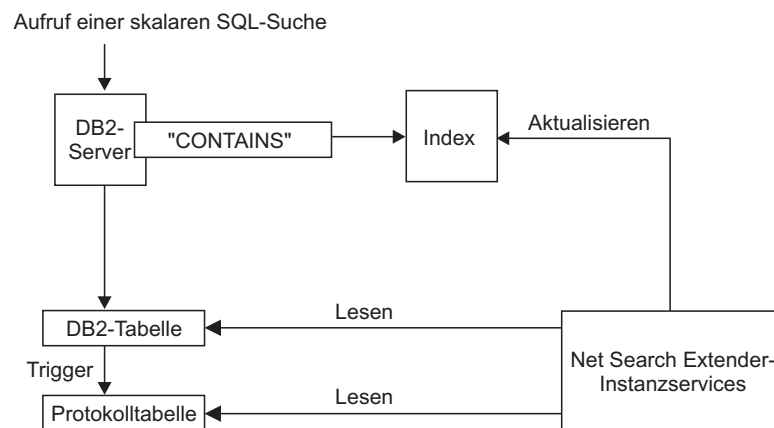 Aufruf einer skalaren SQL-Suche
DB2-
Server
"CONTAINS"
Index
Aktualisieren
Lesen
DB2-Tabelle
Trigger
Net Search Extender-
Instanzservices
Lesen
Protokolltabelle